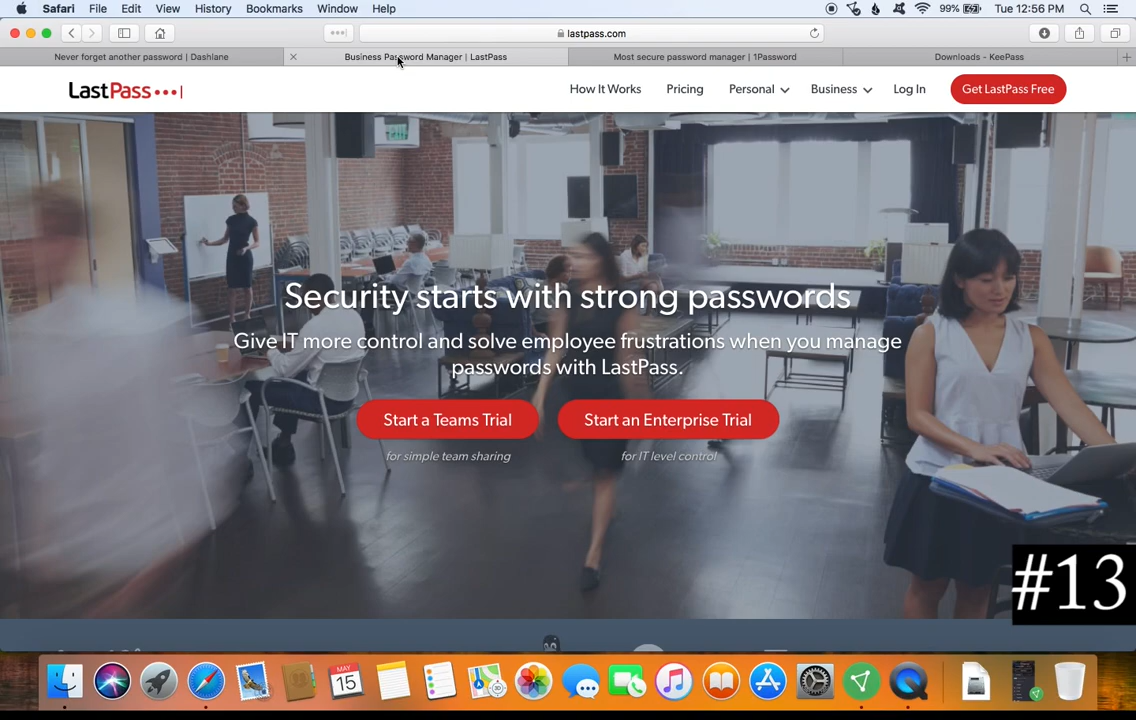 Safari File Edit View History Bookmarks Window Help 99% Tue 12:56 PM
lastpass.com
Never forget another password | Dashlane Business Password Manager | LastPass Most secure password manager | 1Password Downloads - KeePass
LastPass How It Works Pricing Personal Business Log In Get LastPass Free
Security starts with strong passwords
Give IT more control and solve employee frustrations when you manage
passwords with LastPass.
Start a Teams Trial Start an Enterprise Trial
for simple team sharing for IT level control
#13
MAY
15